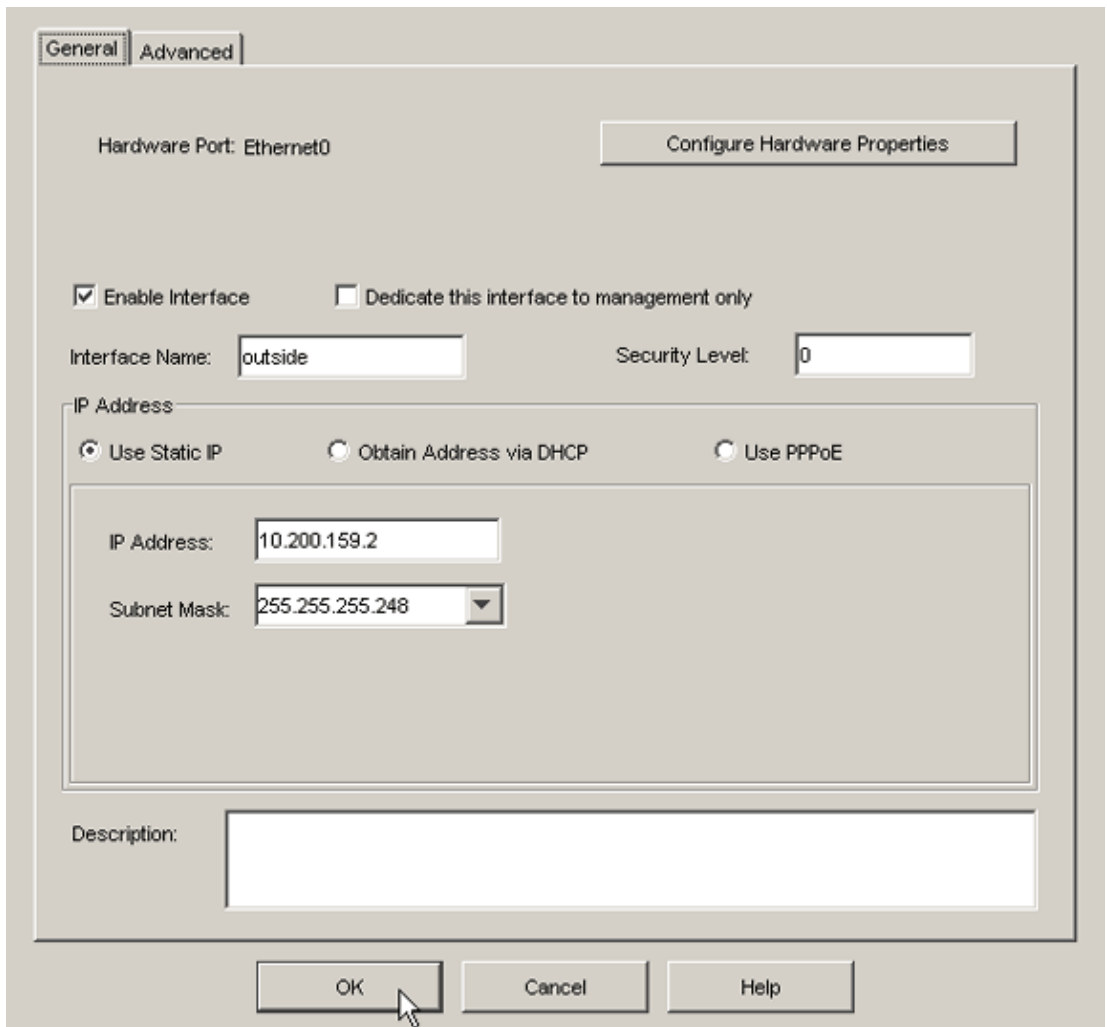 General Advanced
Hardware Port: Ethernet0 Configure Hardware Properties
Enable Interface Dedicate this interface to management only
Interface Name: outside Security Level: 0
IP Address
Use Static IP Obtain Address via DHCP Use PPPoE
IP Address: 10.200.159.2
Subnet Mask: 255.255.255.248
Description:
OK Cancel Help